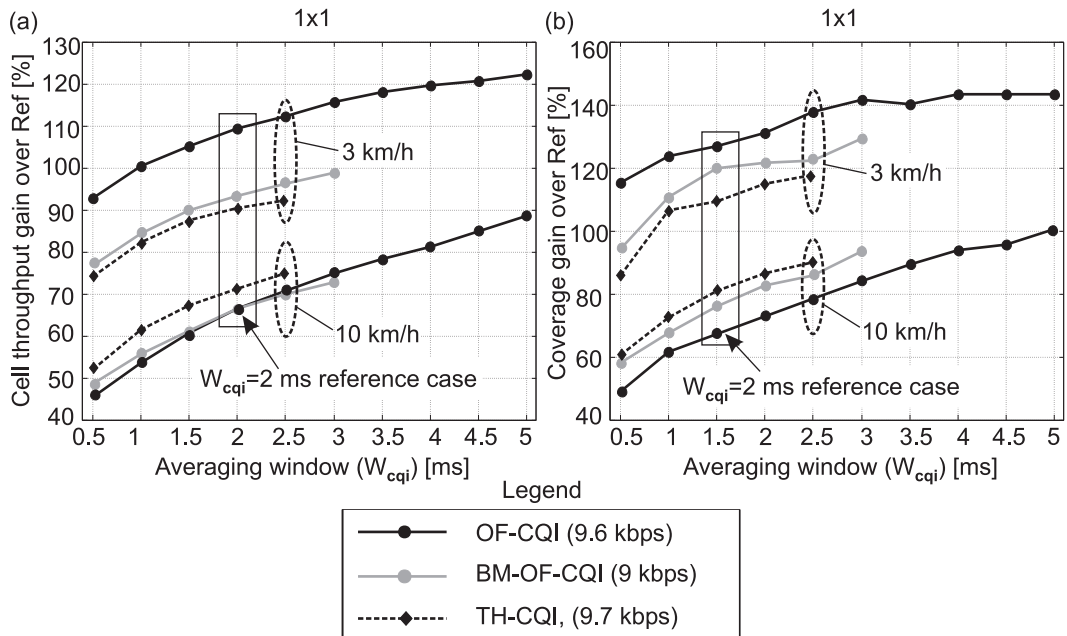 (a)
1x1
Cell throughput gain over Ref [%]
130
120
110
100
90
80
70
60
50
40
3 km/h
10 km/h
W_cqi=2 ms reference case
0.5 1 1.5 2 2.5 3 3.5 4 4.5 5
Averaging window (W_cqi) [ms]
(b)
1x1
Coverage gain over Ref [%]
140
120
100
80
60
40
3 km/h
10 km/h
W_cqi=2 ms reference case
0.5 1 1.5 2 2.5 3 3.5 4 4.5 5
Averaging window (W_cqi) [ms]
Legend
OF-CQI (9.6 kbps)
BM-OF-CQI (9 kbps)
TH-CQI, (9.7 kbps)